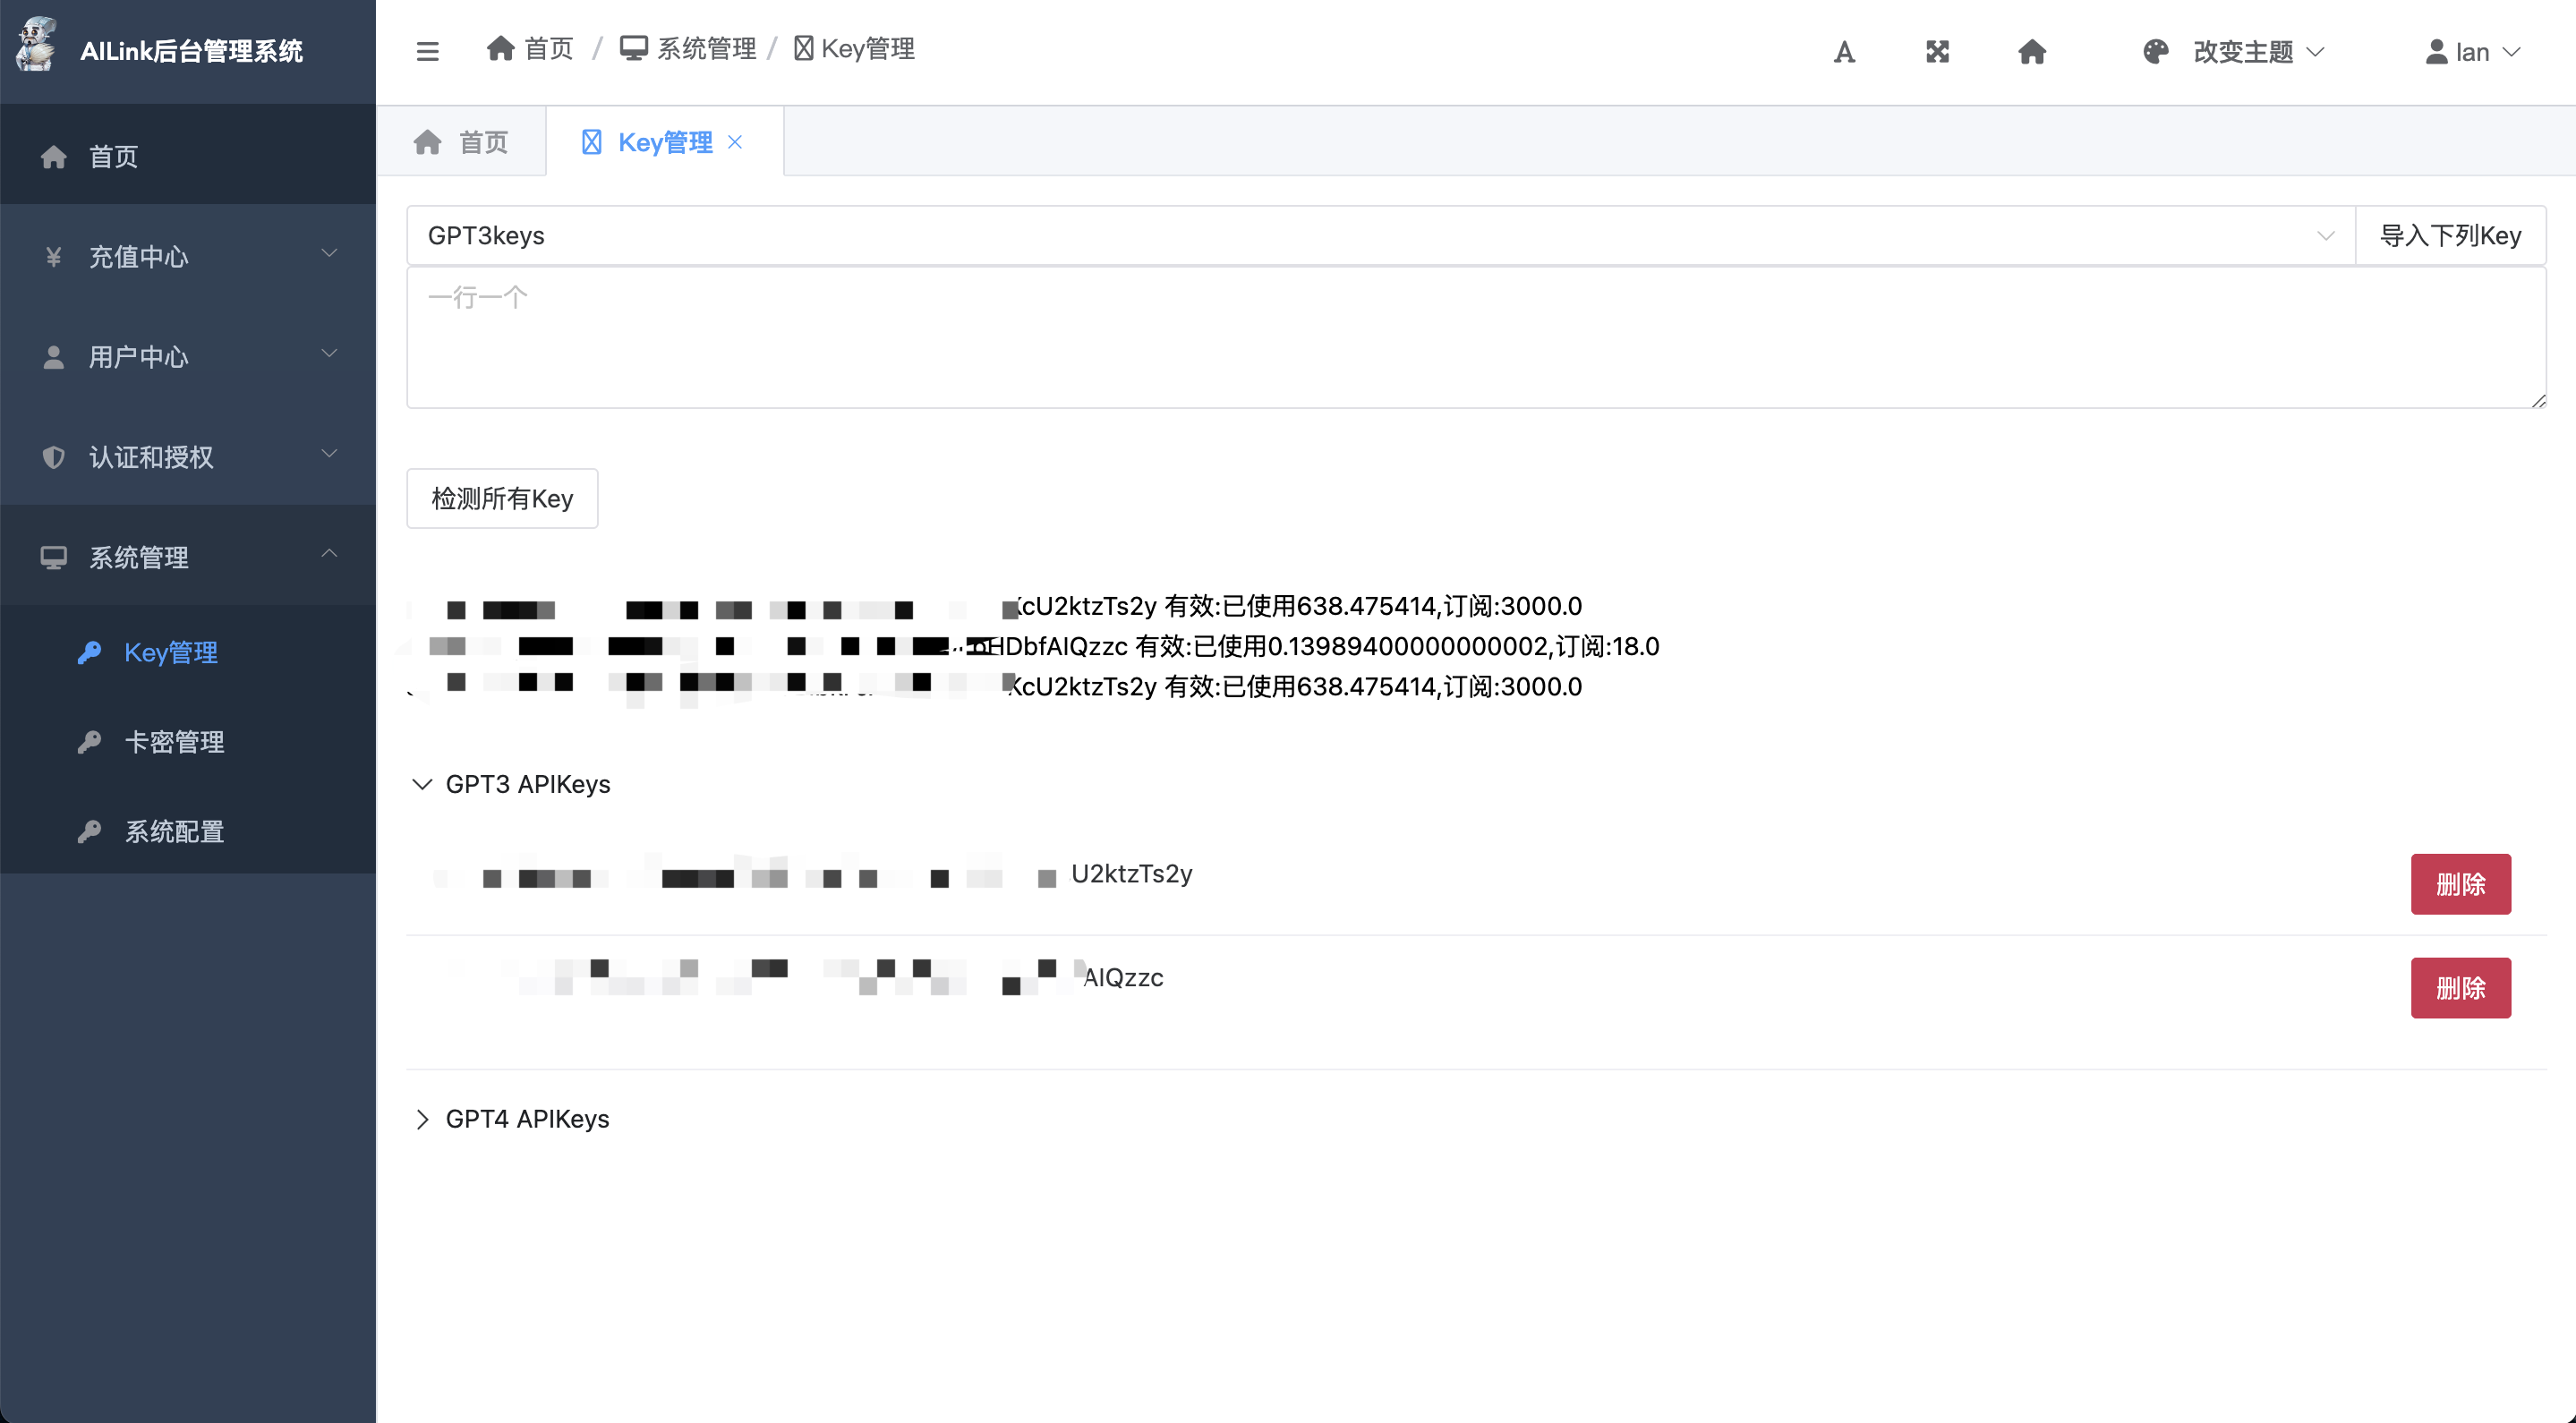 AILink后台管理系统
首页 / 系统管理 / Key管理
改变主题
lan
首页
Key管理
首页
充值中心
用户中心
认证和授权
系统管理
Key管理
卡密管理
系统配置
GPT3keys
导入下列Key
一行一个
检测所有Key
KcU2ktzTs2y 有效:已使用638.475414,订阅:3000.0
HDbfAIQzzc 有效:已使用0.13989400000000002,订阅:18.0
KcU2ktzTs2y 有效:已使用638.475414,订阅:3000.0
GPT3 APIKeys
U2ktzTs2y
删除
AIQzzc
删除
GPT4 APIKeys